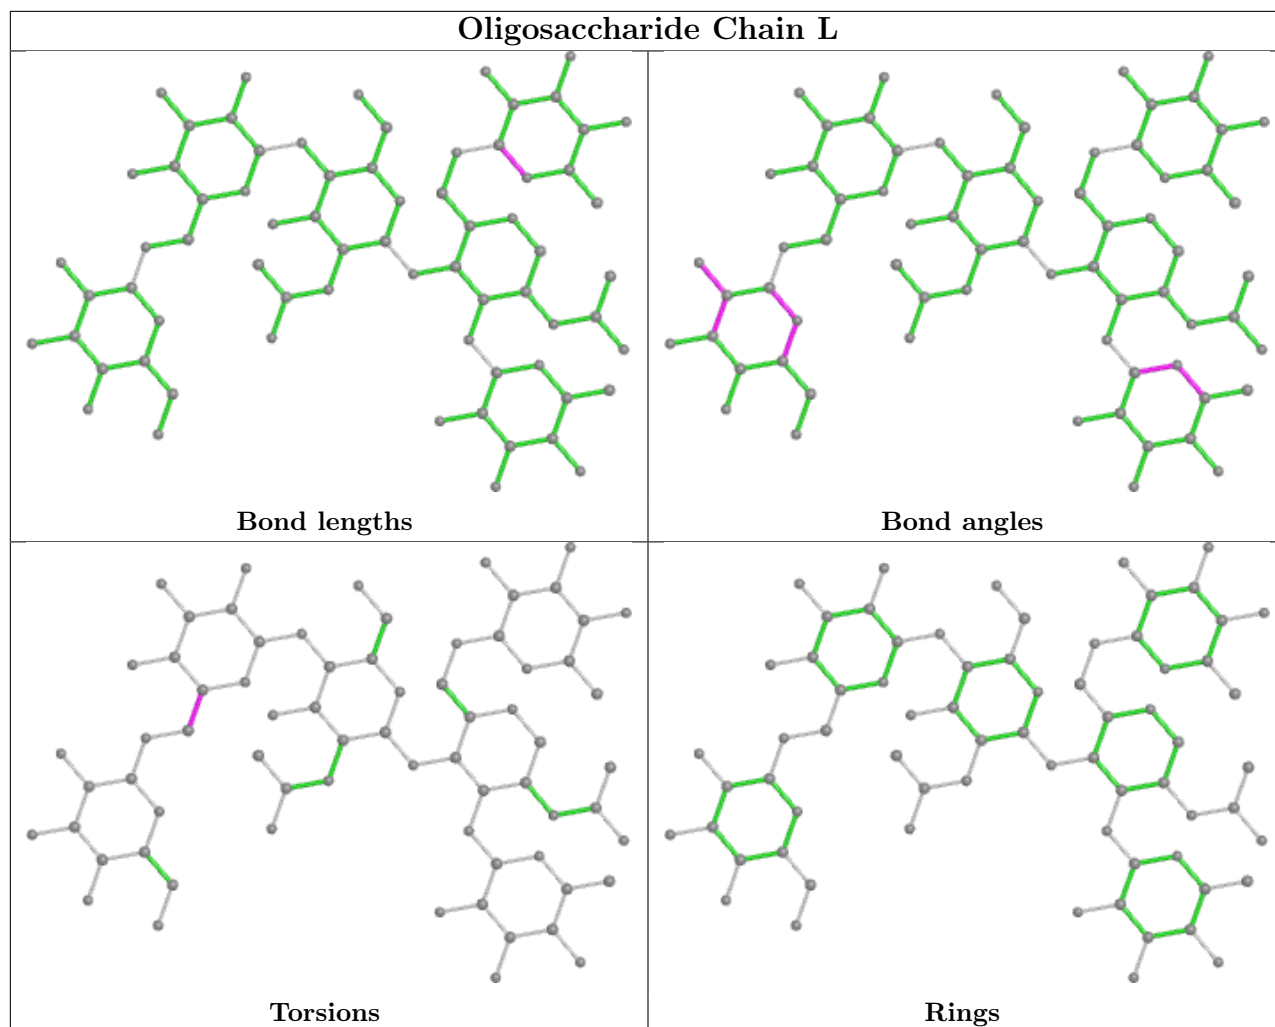 Oligosaccharide Chain L
Bond lengths
Bond angles
Torsions
Rings